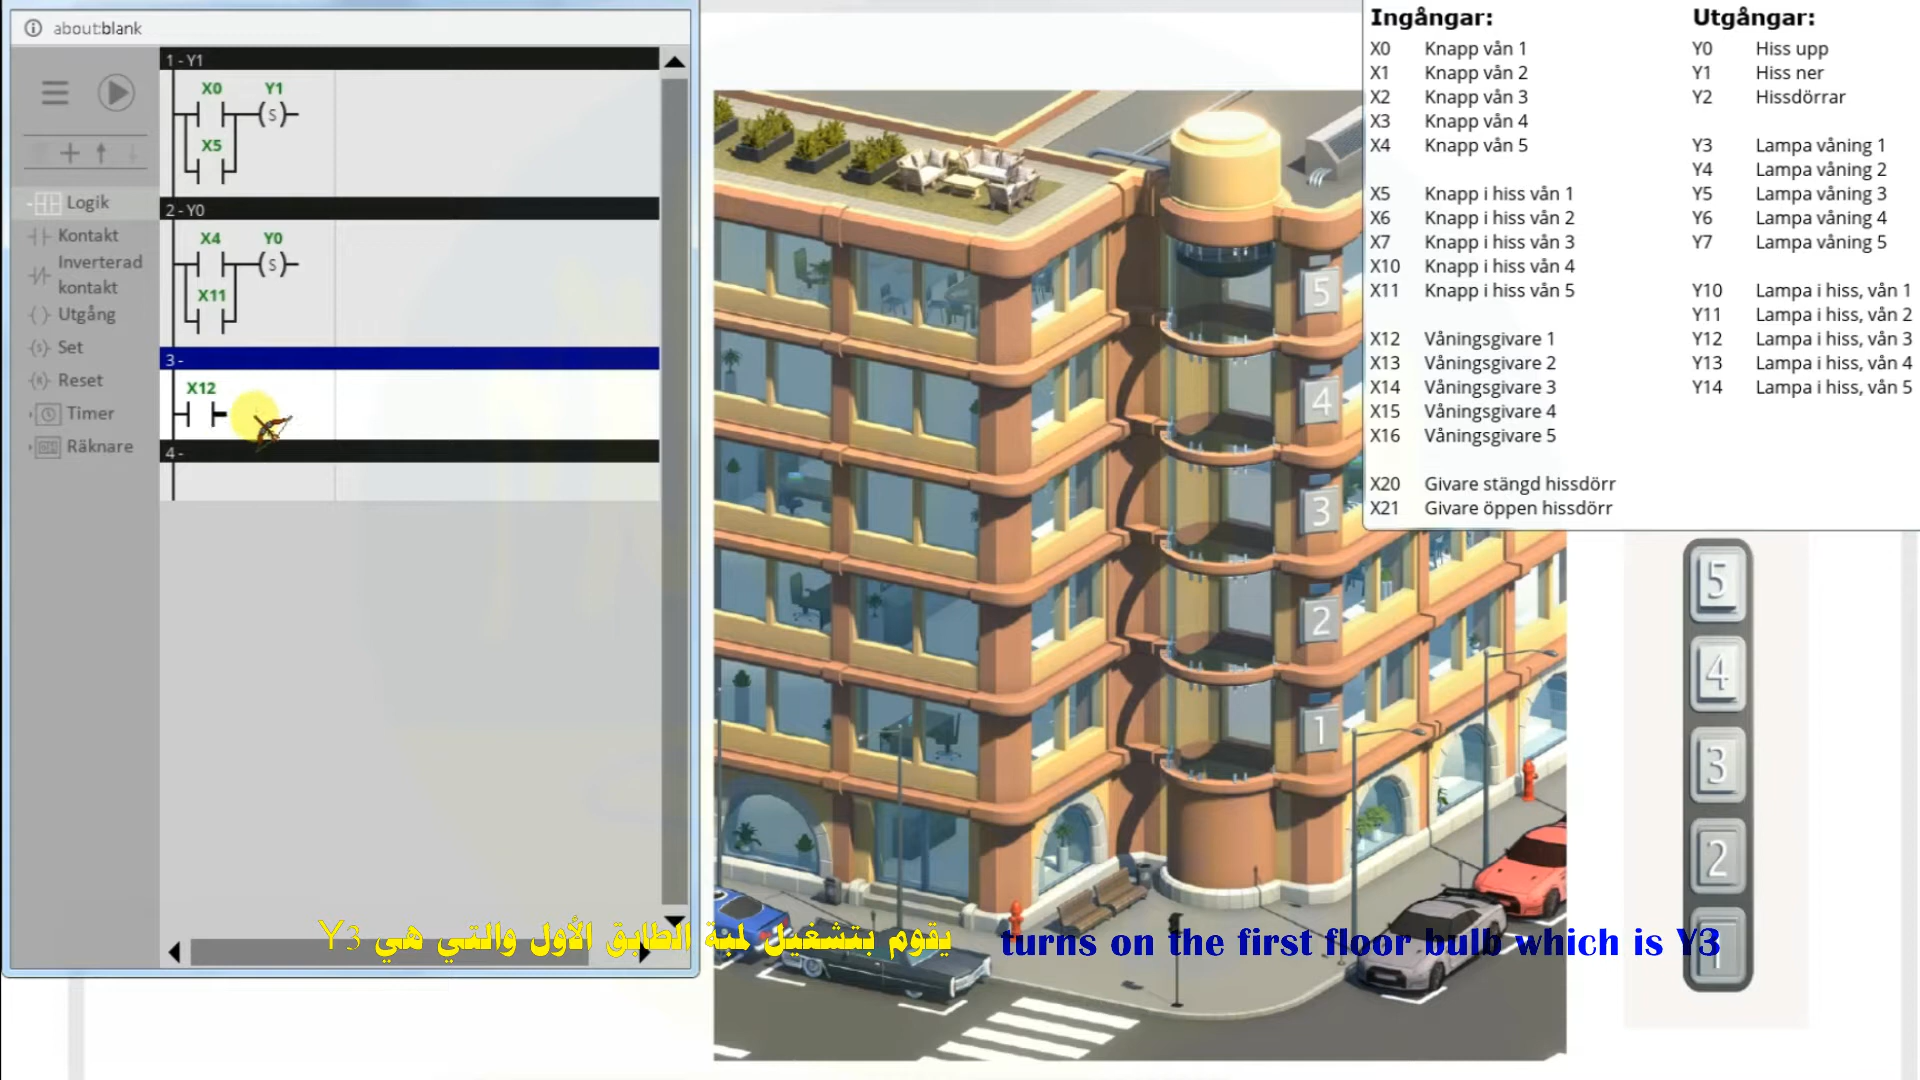 about:blank
1 - Y1
X0 Y1
(S)
X5
2 - Y0
X4 Y0
(S)
X11
3 -
X12
4 -
Logik
Kontakt
Inverterad
kontakt
Utgång
Set
Reset
Timer
Räknare
Ingångar:
X0 Knapp vån 1
X1 Knapp vån 2
X2 Knapp vån 3
X3 Knapp vån 4
X4 Knapp vån 5
X5 Knapp i hiss vån 1
X6 Knapp i hiss vån 2
X7 Knapp i hiss vån 3
X10 Knapp i hiss vån 4
X11 Knapp i hiss vån 5
X12 Våningsgivare 1
X13 Våningsgivare 2
X14 Våningsgivare 3
X15 Våningsgivare 4
X16 Våningsgivare 5
X20 Givare stängd hissdörr
X21 Givare öppen hissdörr
Utgångar:
Y0 Hiss upp
Y1 Hiss ner
Y2 Hissdörrar
Y3 Lampa våning 1
Y4 Lampa våning 2
Y5 Lampa våning 3
Y6 Lampa våning 4
Y7 Lampa våning 5
Y10 Lampa i hiss, vån 1
Y11 Lampa i hiss, vån 2
Y12 Lampa i hiss, vån 3
Y13 Lampa i hiss, vån 4
Y14 Lampa i hiss, vån 5
5
4
3
2
1
5
4
3
2
1
يقوم بتشغيل لمبة الطابق الأول والتي هي Y3
turns on the first floor bulb which is Y3